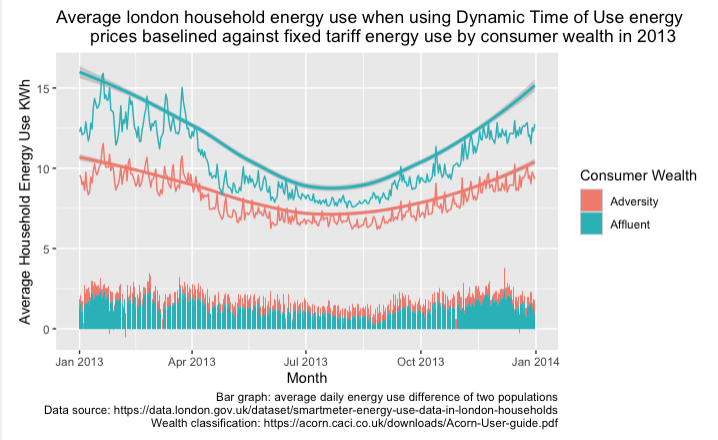 Average london household energy use when using Dynamic Time of Use energy
prices baselined against fixed tariff energy use by consumer wealth in 2013
Average Household Energy Use KWh
15
10
5
0
Consumer Wealth
Adversity
Affluent
Jan 2013 Apr 2013 Jul 2013 Oct 2013 Jan 2014
Month
Bar graph: average daily energy use difference of two populations
Data source: https://data.london.gov.uk/dataset/smartmeter-energy-use-data-in-london-households
Wealth classification: https://acorn.caci.co.uk/downloads/Acorn-User-guide.pdf